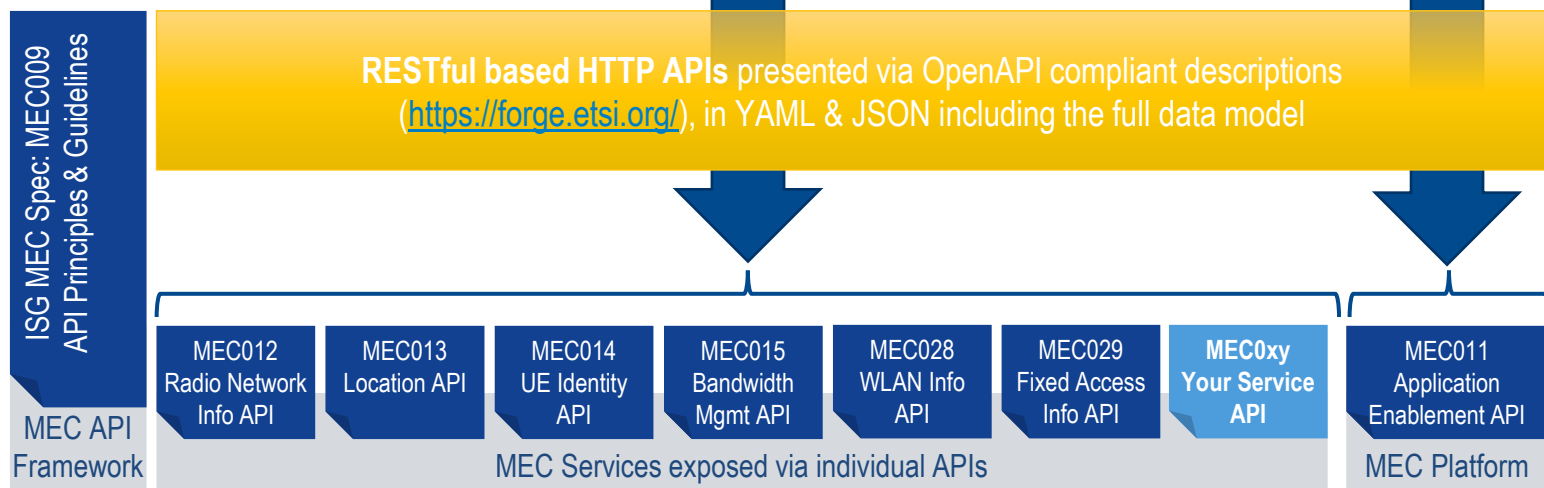 ISG MEC Spec: MEC009
API Principles & Guidelines
MEC API
Framework
RESTful based HTTP APIs presented via OpenAPI compliant descriptions
(https://forge.etsi.org/), in YAML & JSON including the full data model
MEC012
Radio Network
Info API
MEC013
Location API
MEC014
UE Identity
API
MEC015
Bandwidth
Mgmt API
MEC028
WLAN Info
API
MEC029
Fixed Access
Info API
MEC0xy
Your Service
API
MEC Services exposed via individual APIs
MEC011
Application
Enablement API
MEC Platform